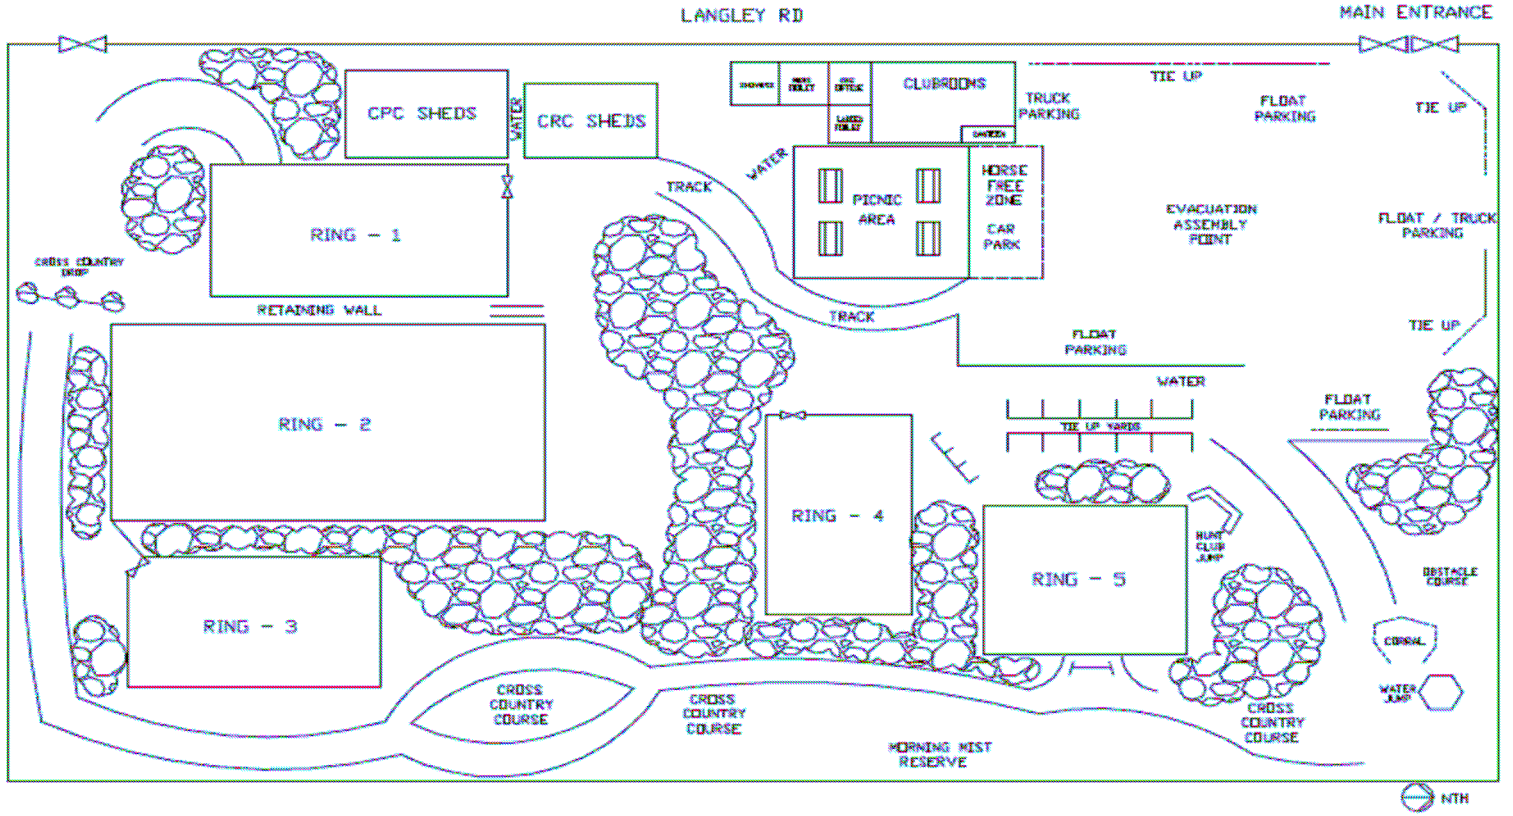 LANGLEY RD
MAIN ENTRANCE
TIE UP
TIE UP
FLOAT
PARKING
TRUCK
PARKING
CLUBROOMS
CPC SHEDS
WATER
CRC SHEDS
WATER
TRACK
PICNIC
AREA
HORSE
FREE
ZONE
CAR
PARK
EVACUATION
ASSEMBLY
POINT
FLOAT / TRUCK
PARKING
RING - 1
CROSS COUNTRY
DROP
RETAINING WALL
TRACK
TIE UP
FLOAT
PARKING
WATER
FLOAT
PARKING
TIE UP YARDS
RING - 2
RING - 4
HUNT
CLUB
JUMP
RING - 5
OBSTACLE
COURSE
RING - 3
CORRAL
WATER
JUMP
CROSS
COUNTRY
COURSE
CROSS
COUNTRY
COURSE
CROSS
COUNTRY
COURSE
MORNING MIST
RESERVE
NTH